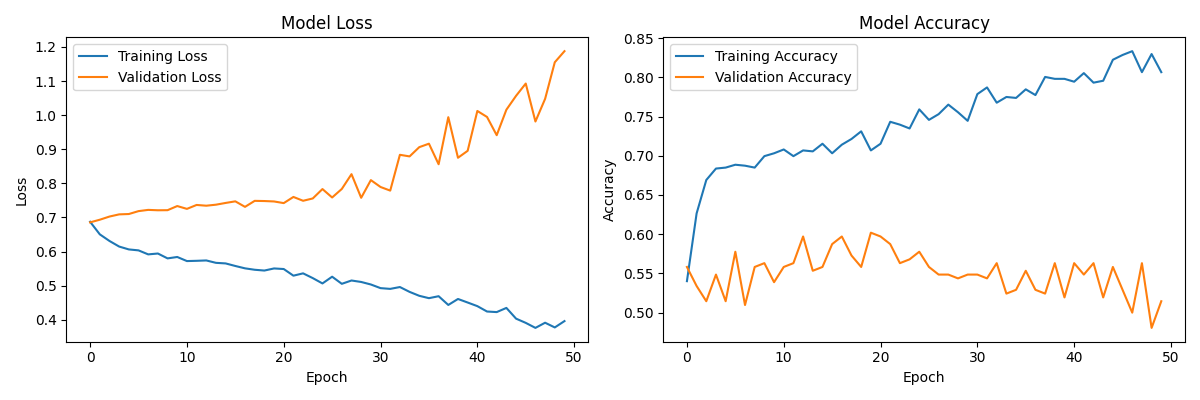 Model Loss
Training Loss
Validation Loss
Loss
1.2
1.1
1.0
0.9
0.8
0.7
0.6
0.5
0.4
0 10 20 30 40 50
Epoch
Model Accuracy
Training Accuracy
Validation Accuracy
Accuracy
0.85
0.80
0.75
0.70
0.65
0.60
0.55
0.50
0 10 20 30 40 50
Epoch